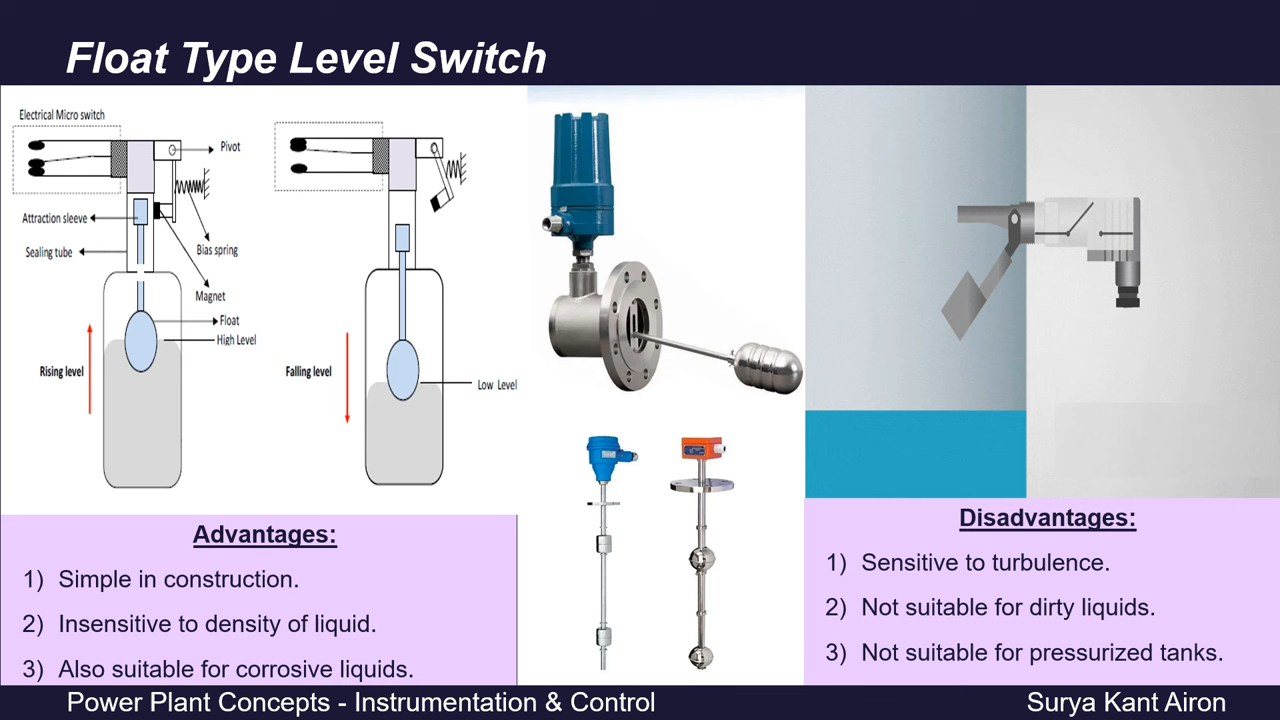 Float Type Level Switch
Electrical Micro switch
Pivot
Attraction sleeve
Bias spring
Sealing tube
Magnet
Float
High Level
Rising level
Falling level
Low Level
Advantages:
1) Simple in construction.
2) Insensitive to density of liquid.
3) Also suitable for corrosive liquids.
Disadvantages:
1) Sensitive to turbulence.
2) Not suitable for dirty liquids.
3) Not suitable for pressurized tanks.
Power Plant Concepts - Instrumentation & Control
Surya Kant Airon